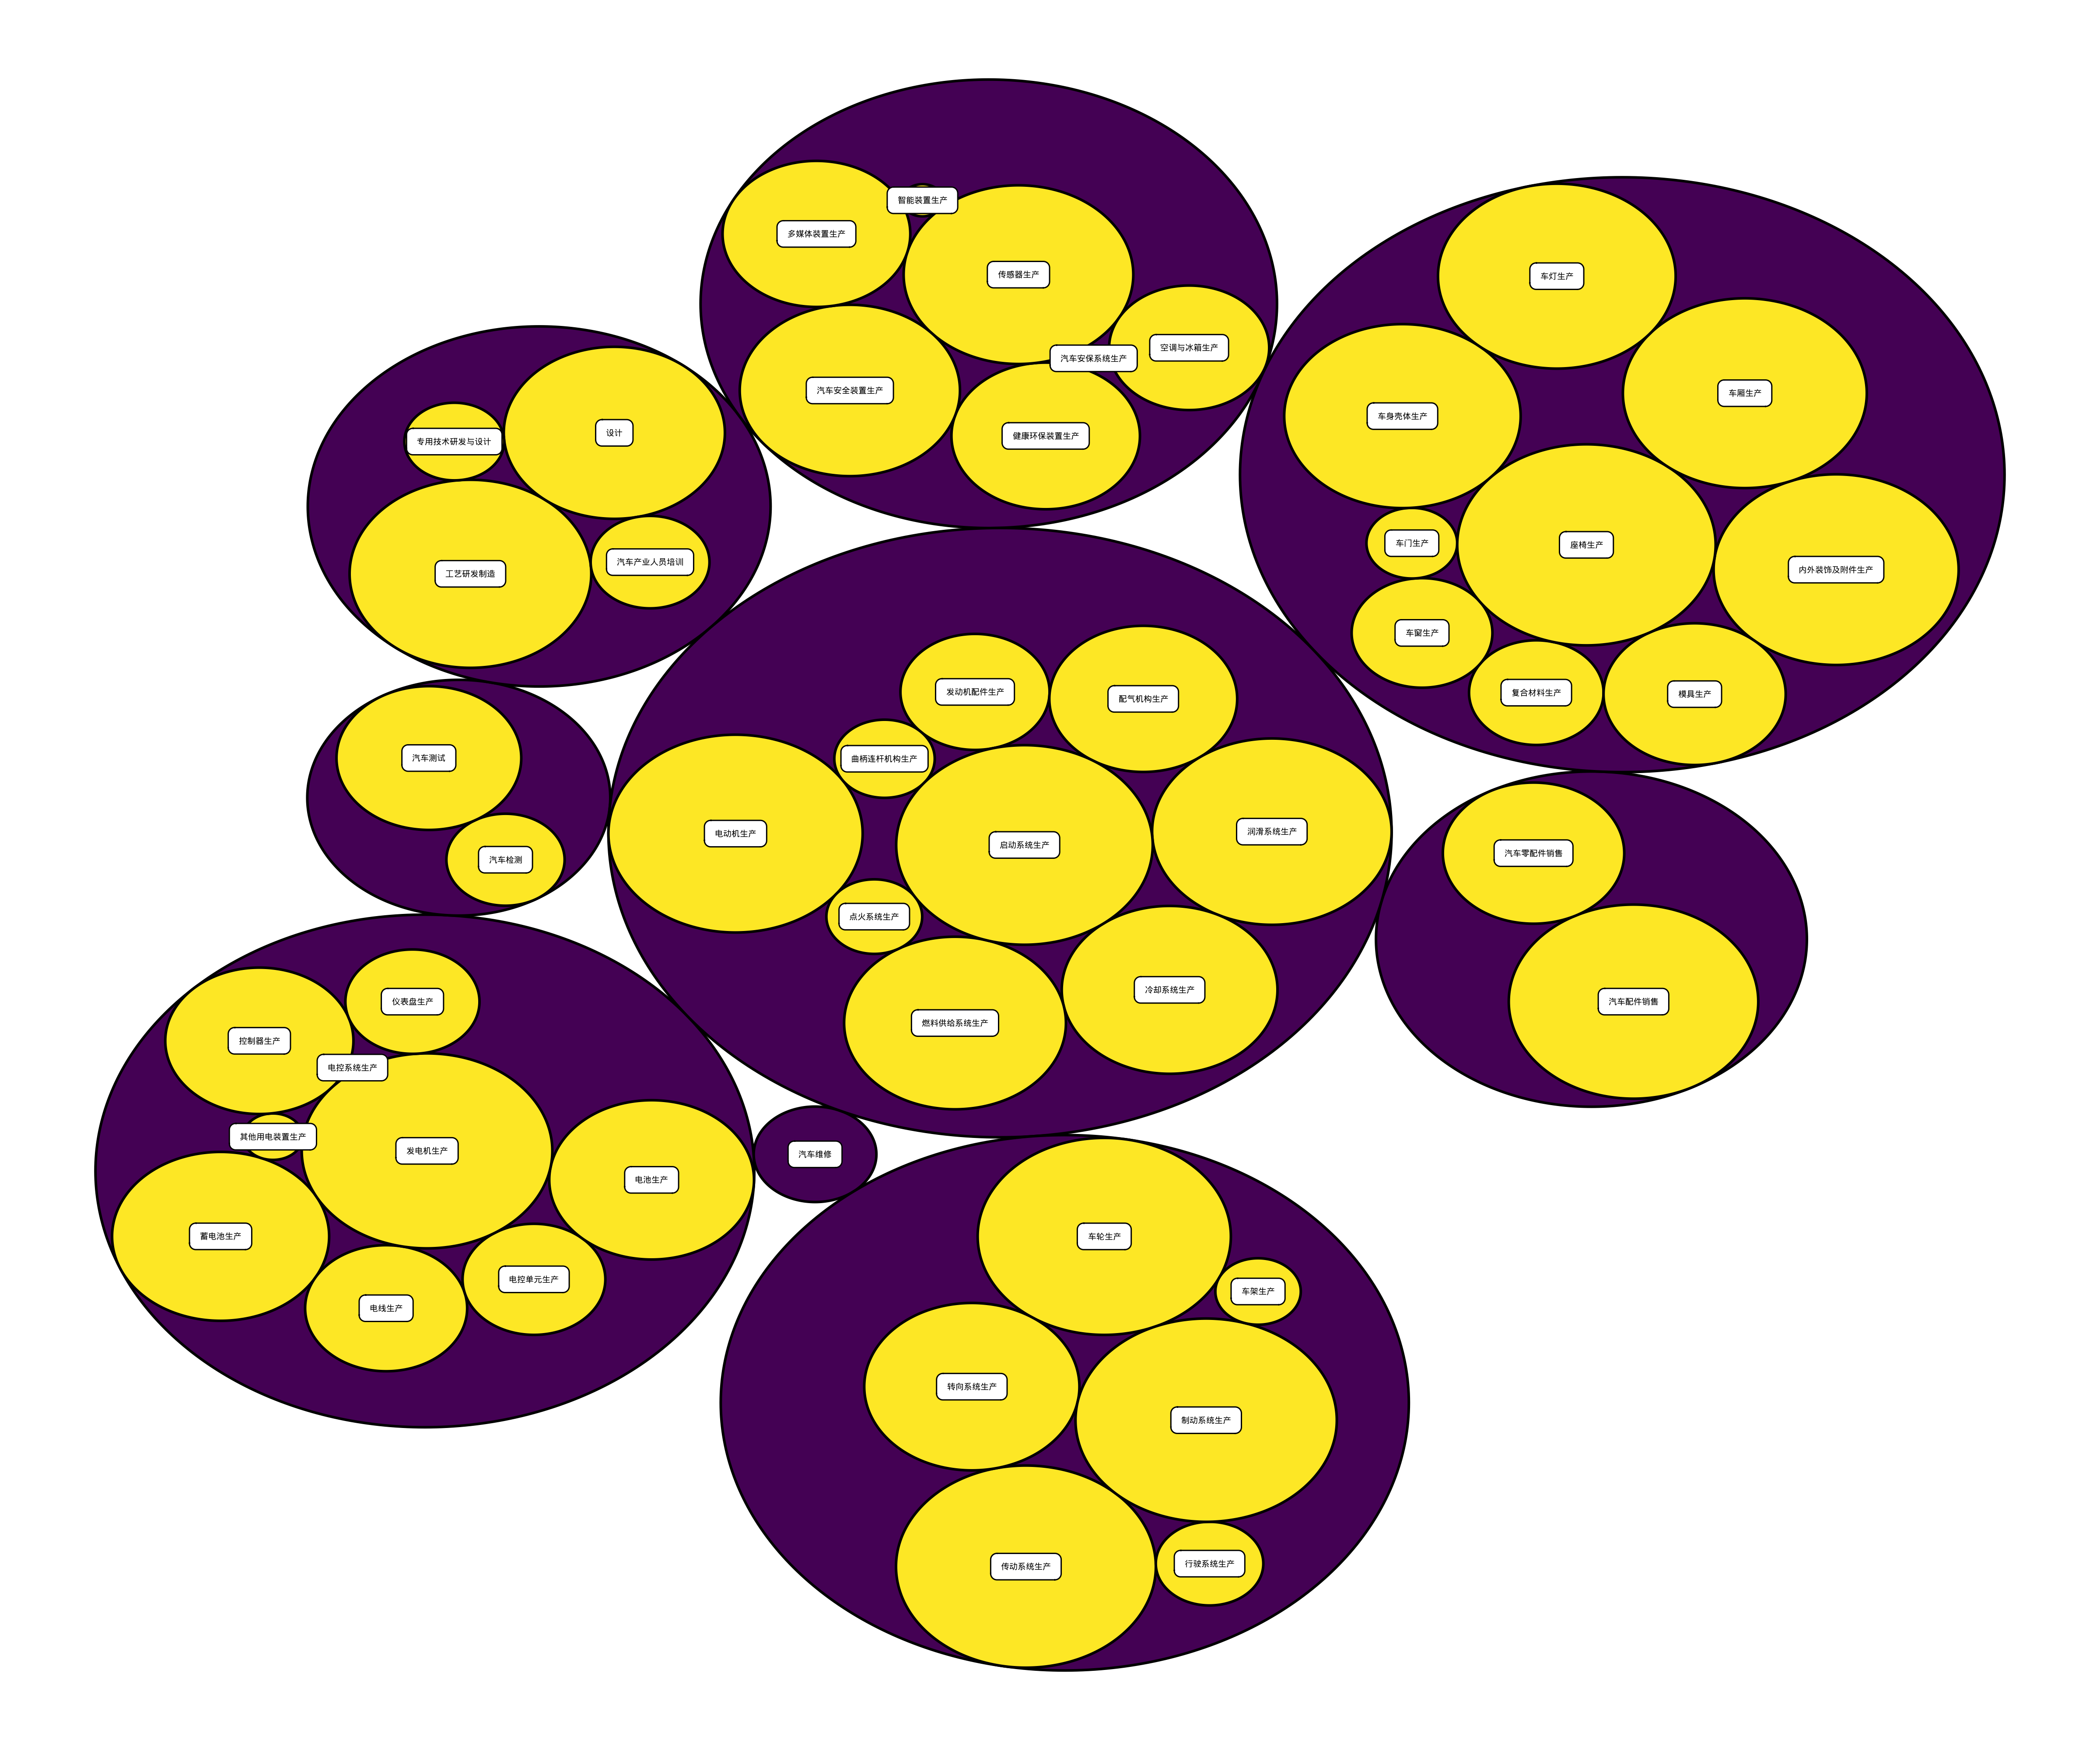 智能装置生产
多媒体装置生产
传感器生产
空调与冰箱生产
汽车安保系统生产
汽车安全装置生产
健康环保装置生产
车灯生产
车厢生产
车身壳体生产
车门生产
座椅生产
内外装饰及附件生产
车窗生产
复合材料生产
模具生产
设计
专用技术研发与设计
汽车产业人员培训
工艺研发制造
汽车测试
汽车检测
发动机配件生产
配气机构生产
曲柄连杆机构生产
电动机生产
启动系统生产
润滑系统生产
点火系统生产
冷却系统生产
燃料供给系统生产
汽车零配件销售
汽车配件销售
仪表盘生产
控制器生产
电控系统生产
其他用电装置生产
发电机生产
电池生产
蓄电池生产
电控单元生产
电线生产
汽车维修
车轮生产
车架生产
转向系统生产
制动系统生产
传动系统生产
行驶系统生产